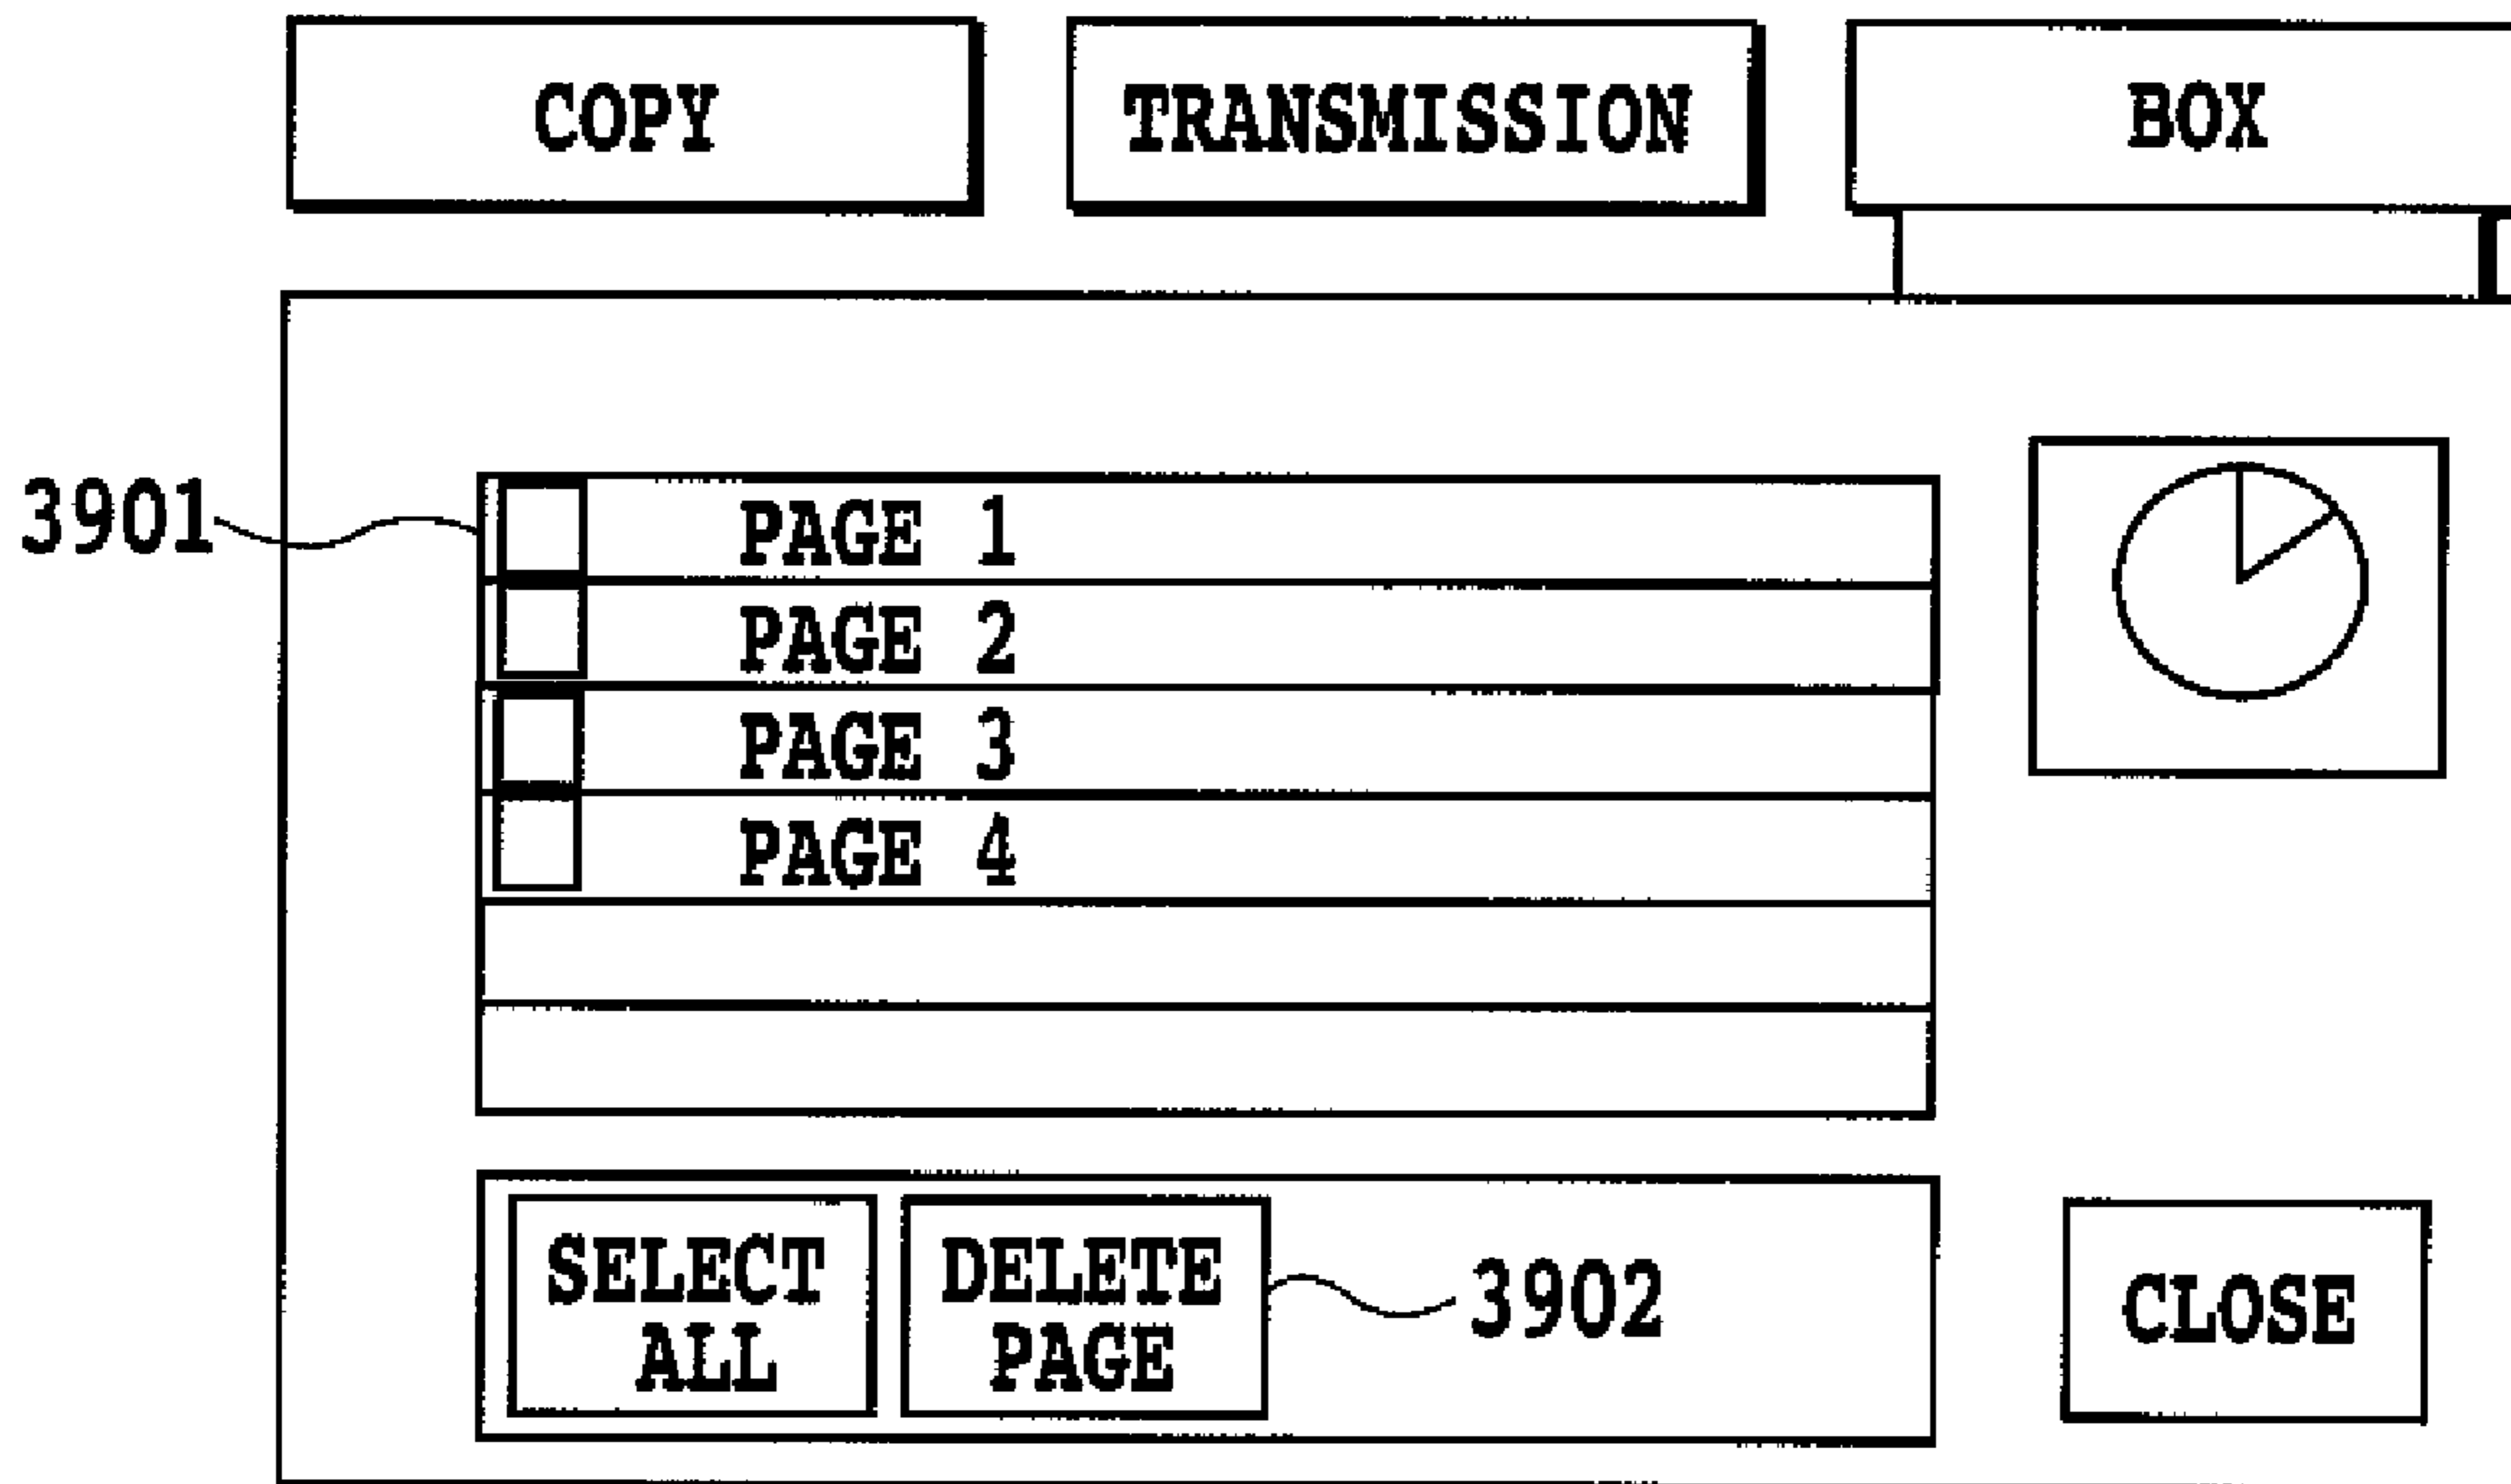 COPY
TRANSMISSION
BOX
3901
PAGE 1
PAGE 2
PAGE 3
PAGE 4
SELECT
ALL
DELETE
PAGE
3902
CLOSE